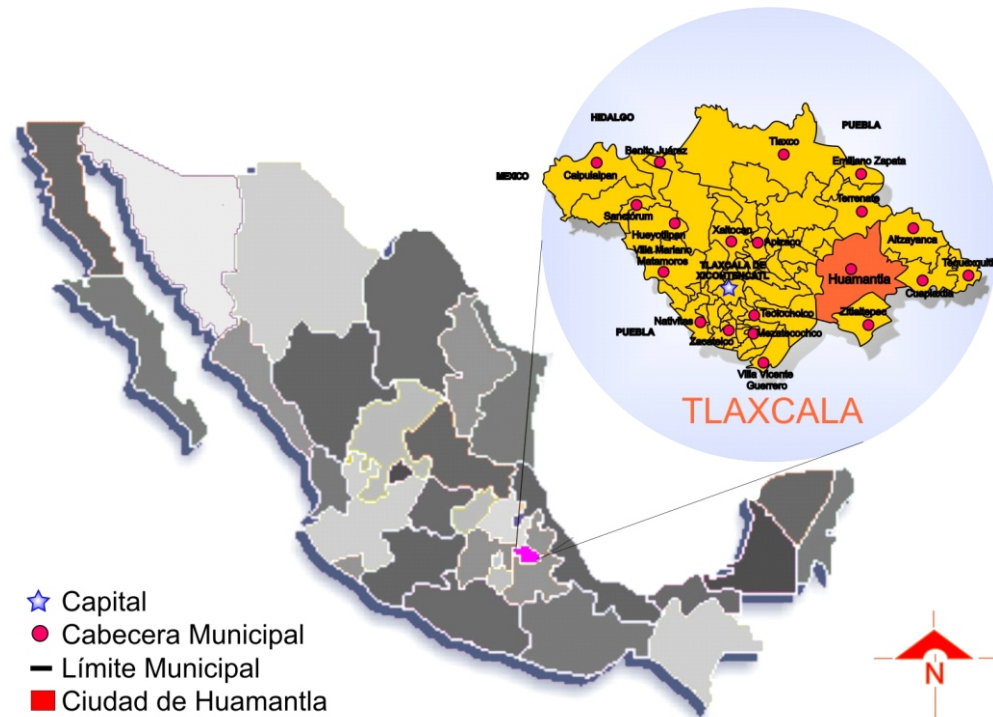 HIDALGO
PUEBLA
MEXICO
Tlaxco
Benito Juárez
Calpulalpan
Emiliano Zapata
Terrenate
Sanctórum
Hueyotlipan
Xaltocan
Apizaco
Altzayanca
Villa Mariano
Matamoros
TLAXCALA DE
XICOHTENCATL
Huamantla
Cuapiaxtla
Zitlaltepec
Teolocholco
Nativitas
PUEBLA
Zacatelco
Mazatecochco
Villa Vicente
Guerrero
TLAXCALA
Capital
Cabecera Municipal
Límite Municipal
Ciudad de Huamantla
N